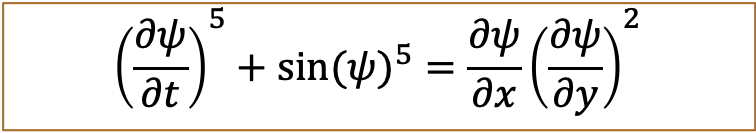 (∂ψ/∂t)⁵ + sin(ψ)⁵ = ∂ψ/∂x (∂ψ/∂y)²